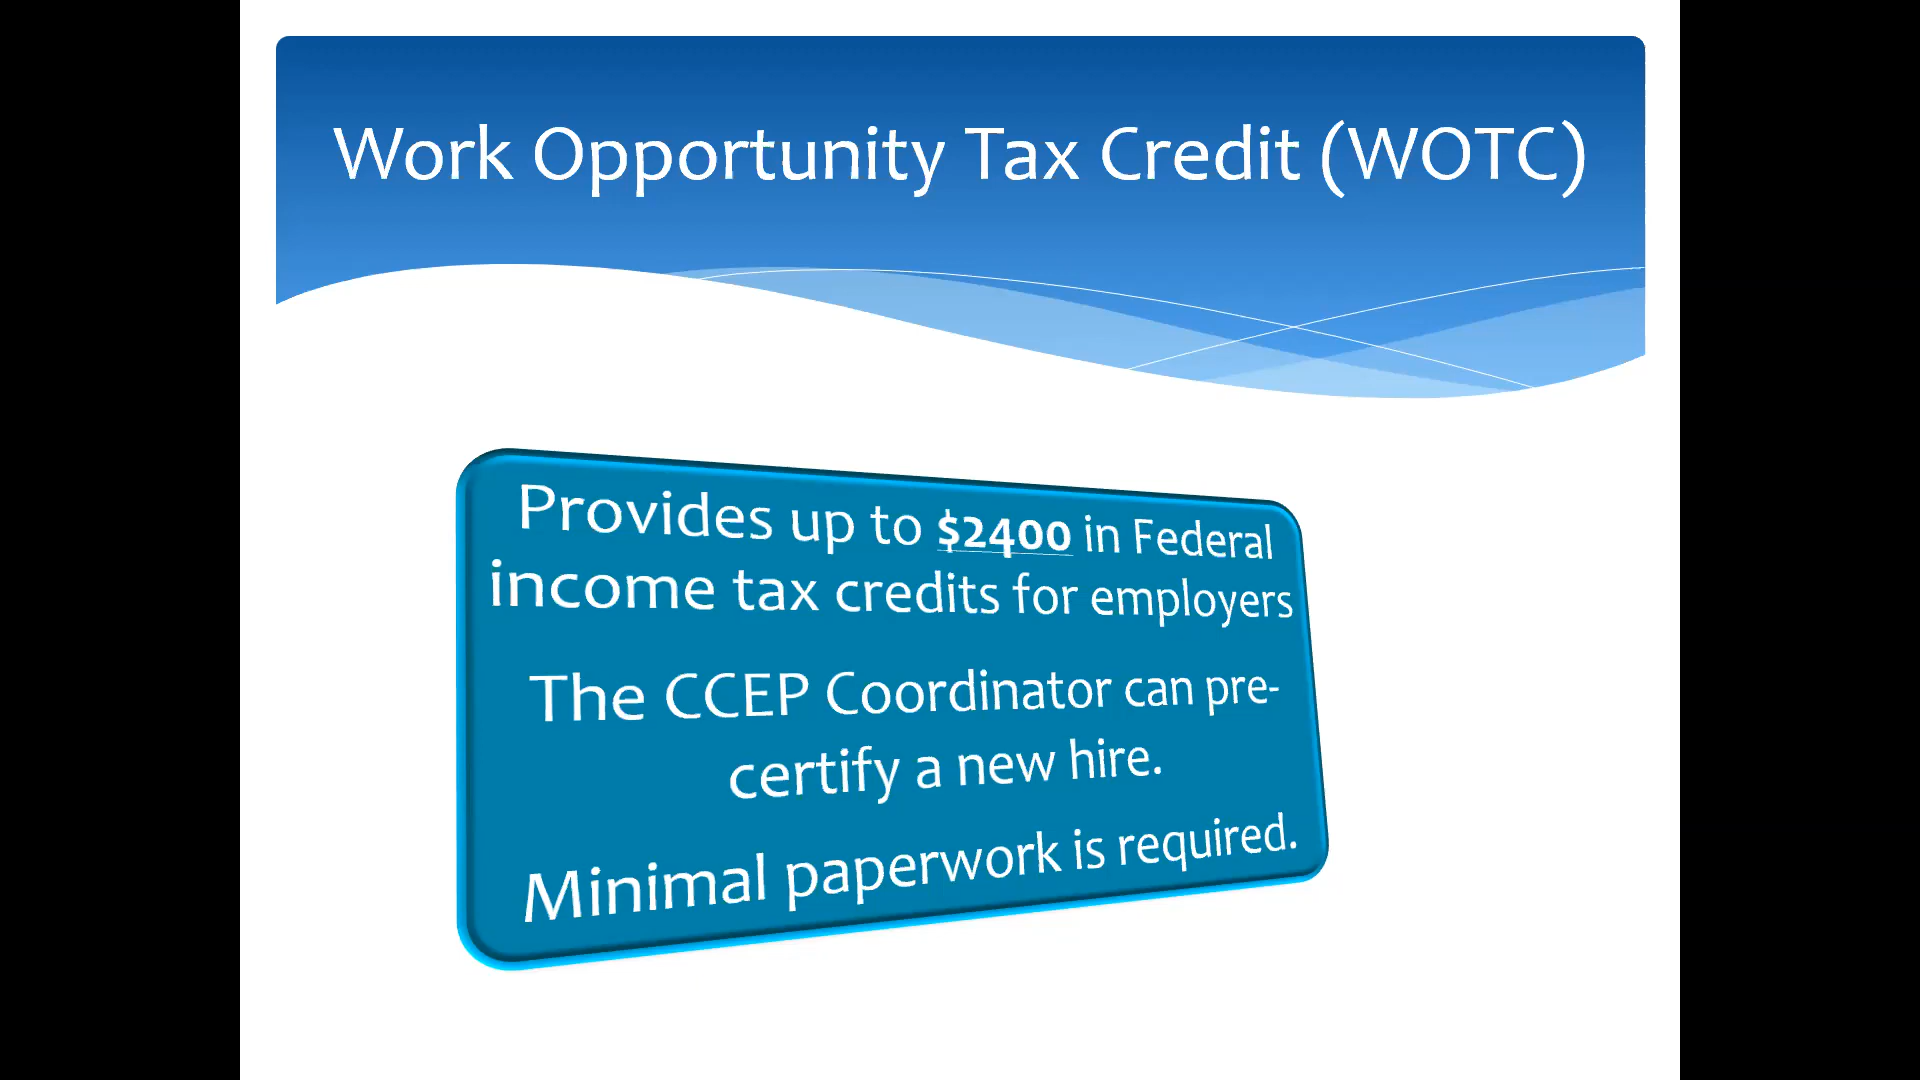 Work Opportunity Tax Credit (WOTC)
Provides up to $2400 in Federal
income tax credits for employers
The CCEP Coordinator can pre-
certify a new hire.
Minimal paperwork is required.